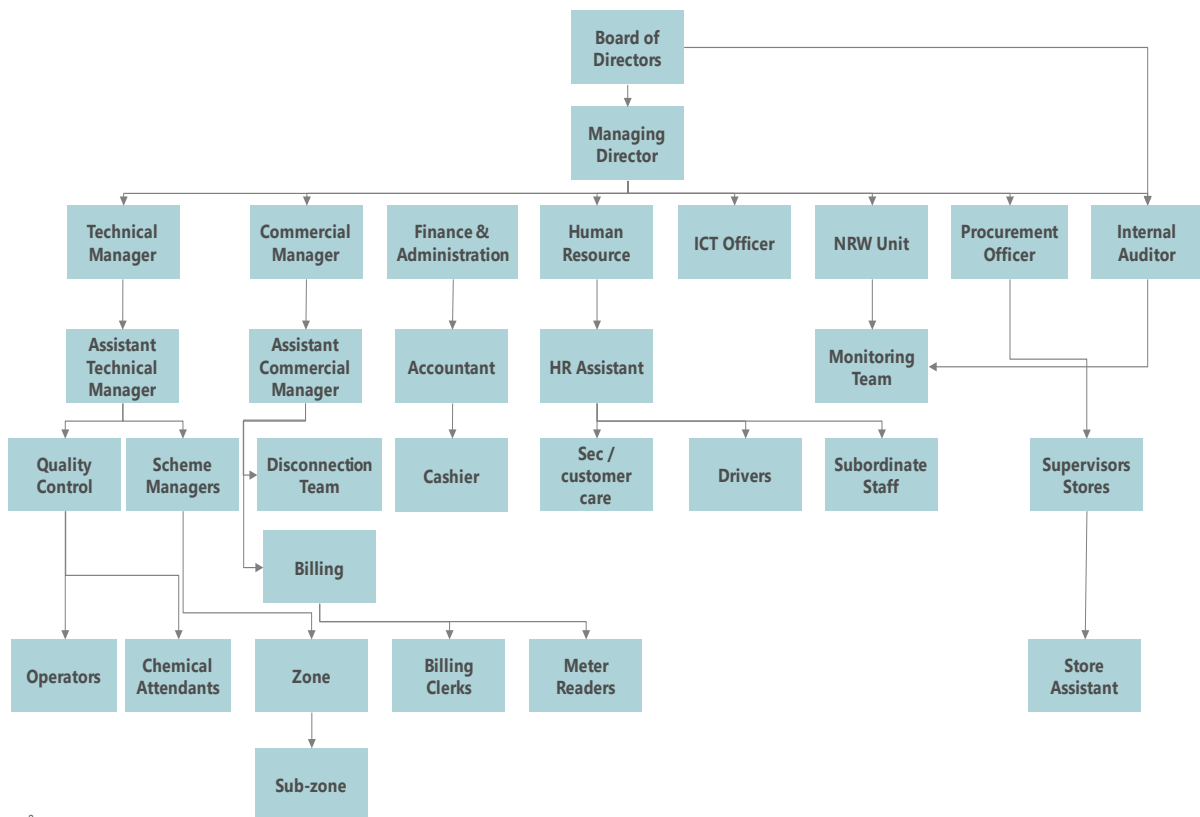 Board of
Directors
Managing
Director
Technical
Manager
Commercial
Manager
Finance &
Administration
Human
Resource
ICT Officer
NRW Unit
Procurement
Officer
Internal
Auditor
Assistant
Technical
Manager
Assistant
Commercial
Manager
Accountant
HR Assistant
Monitoring
Team
Quality
Control
Scheme
Managers
Disconnection
Team
Cashier
Sec /
customer
care
Drivers
Subordinate
Staff
Supervisors
Stores
Billing
Operators
Chemical
Attendants
Zone
Billing
Clerks
Meter
Readers
Store
Assistant
Sub-zone